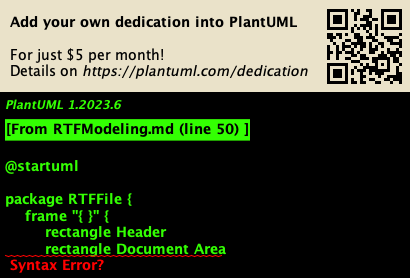 Add your own dedication into PlantUML
For just $5 per month!
Details on https://plantuml.com/dedication
PlantUML 1.2023.6
[From RTFModeling.md (line 50) ]
@startuml
package RTFFile {
frame "{ }" {
rectangle Header
rectangle Document Area
Syntax Error?